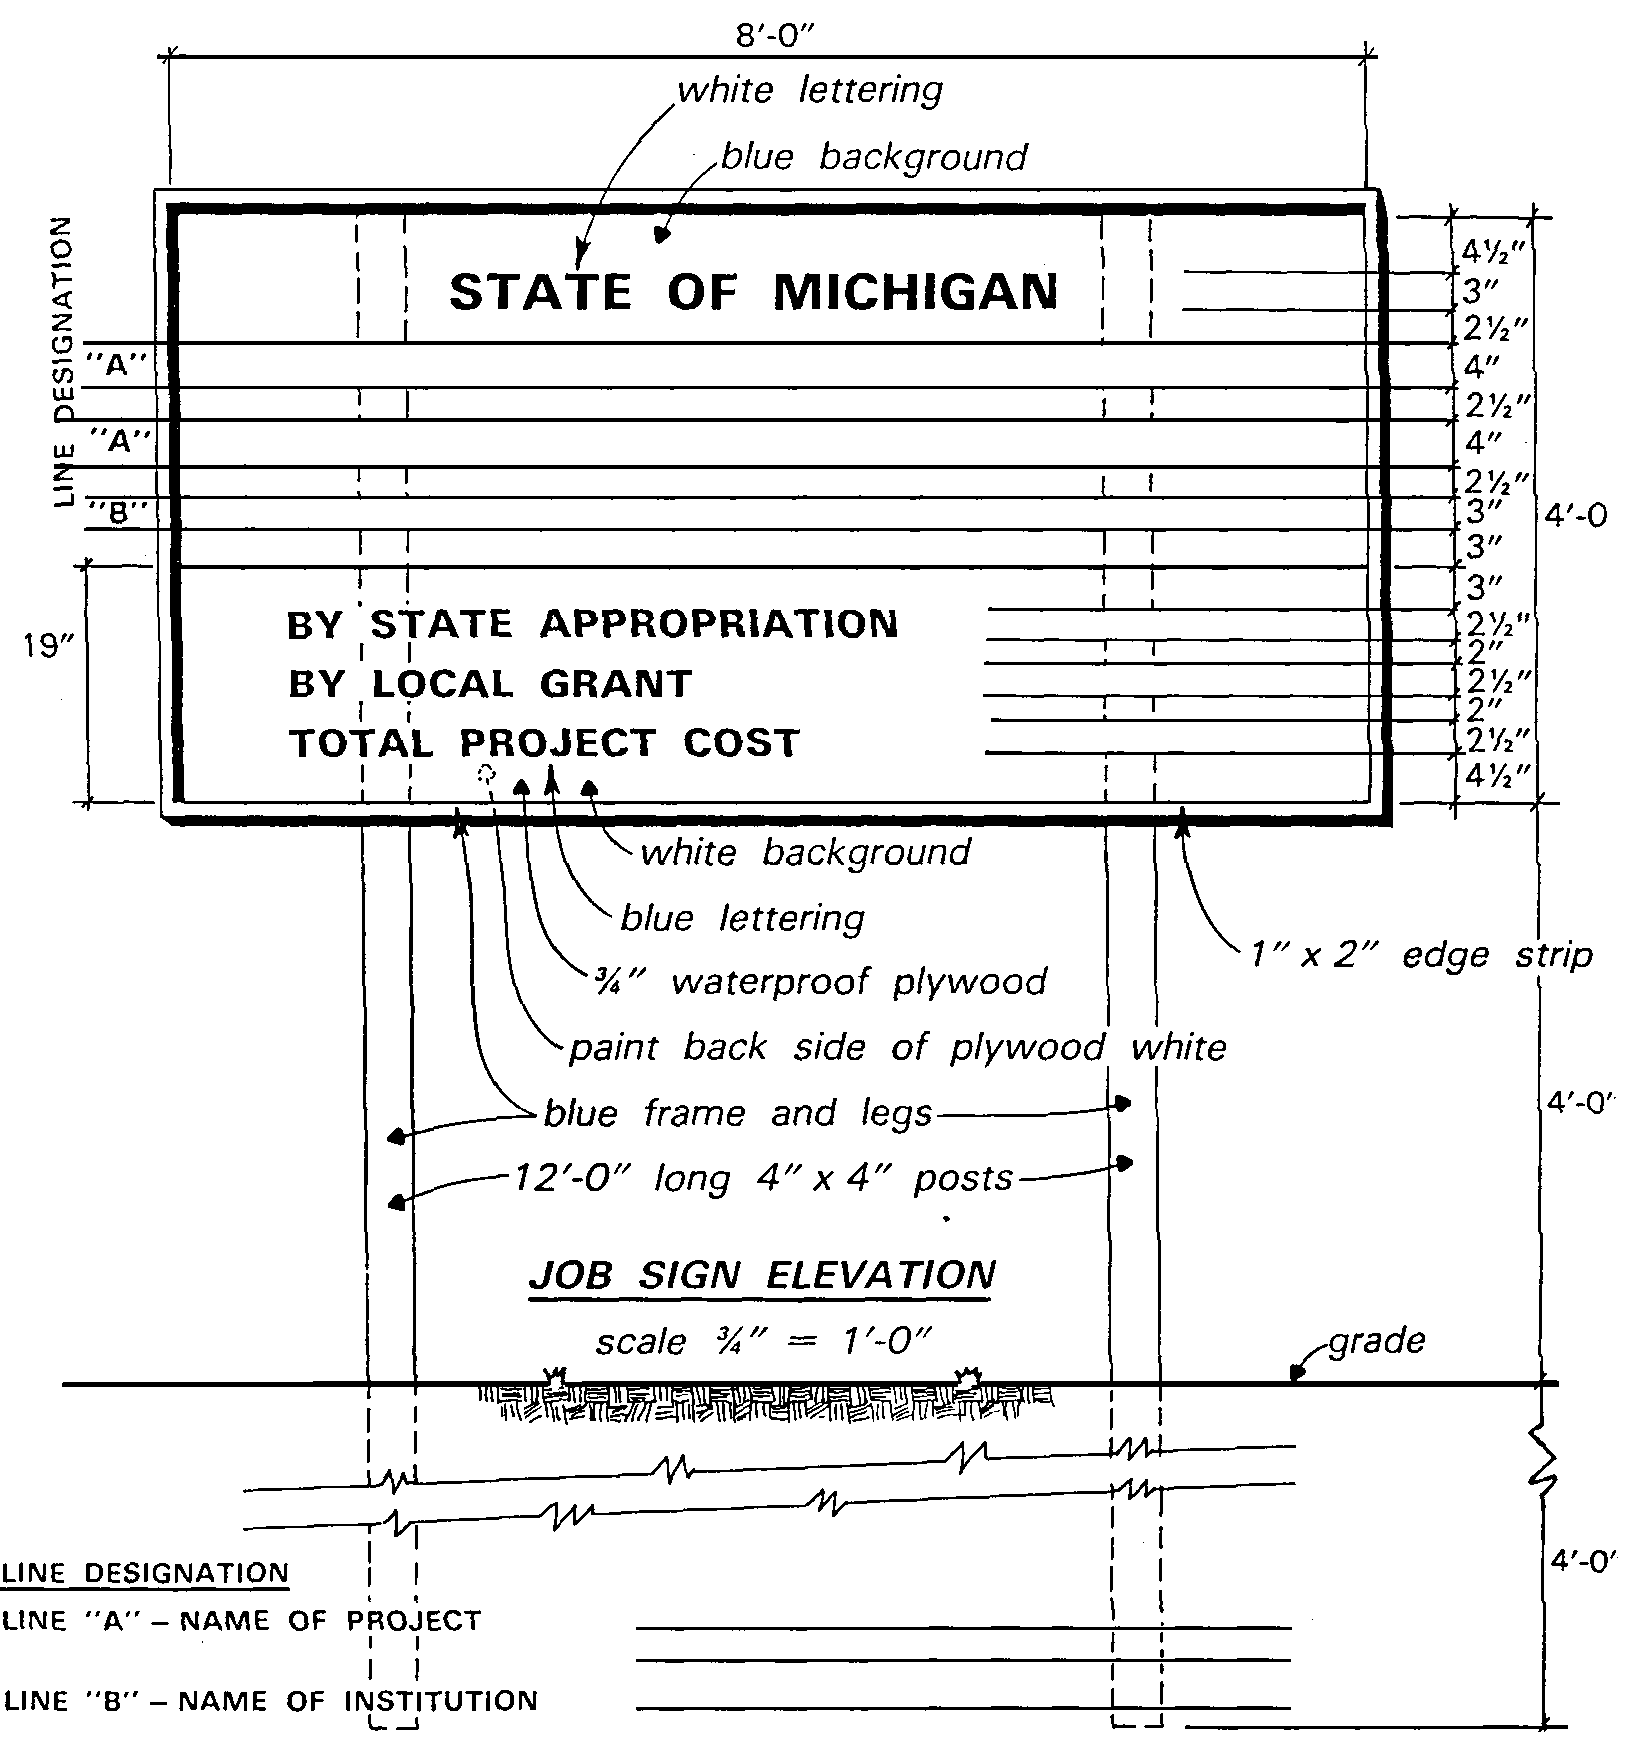 8'-0"
white lettering
blue background
LINE DESIGNATION
STATE OF MICHIGAN
4½"
3"
2½"
"A"
4"
2½"
"A"
4"
2½"
"B"
3"
4'-0
3"
3"
19"
BY STATE APPROPRIATION
2½"
2"
BY LOCAL GRANT
2½"
2"
TOTAL PROJECT COST
2½"
4½"
white background
blue lettering
1" x 2" edge strip
¾" waterproof plywood
paint back side of plywood white
blue frame and legs
4'-0'
12'-0" long 4" x 4" posts
JOB SIGN ELEVATION
scale ¾" = 1'-0"
grade
4'-0'
LINE DESIGNATION
LINE "A" – NAME OF PROJECT
LINE "B" – NAME OF INSTITUTION